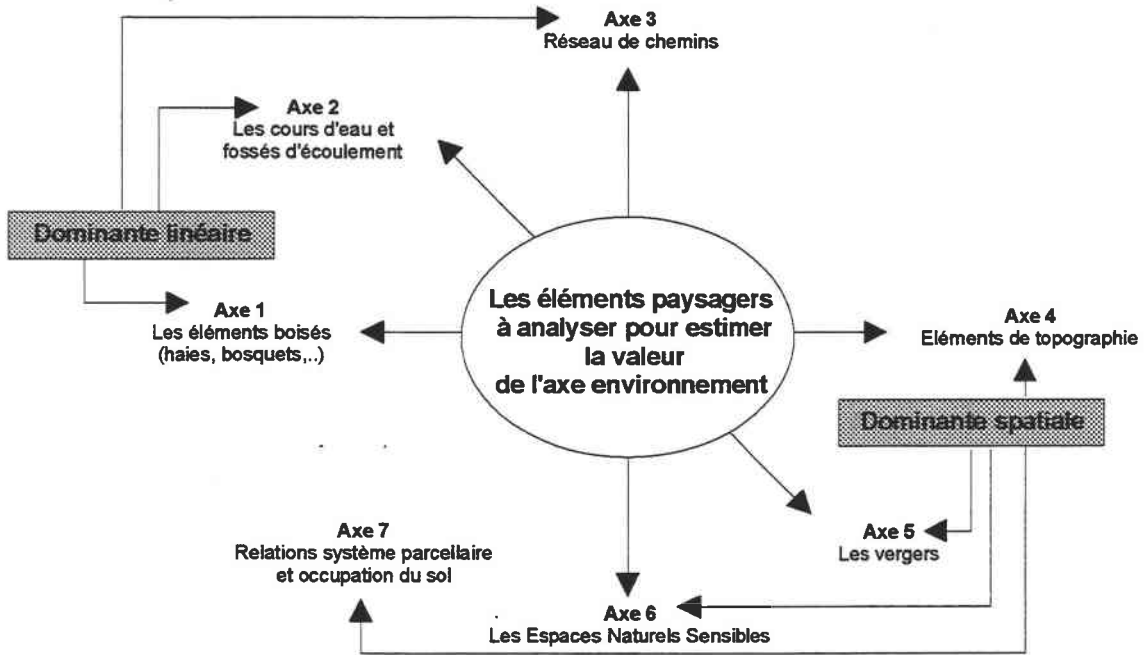 Axe 3
Réseau de chemins
Axe 2
Les cours d'eau et
fossés d'écoulement
Dominante linéaire
Axe 1
Les éléments boisés
(haies, bosquets,..)
Les éléments paysagers
à analyser pour estimer
la valeur
de l'axe environnement
Axe 4
Eléments de topographie
Dominante spatiale
Axe 5
Les vergers
Axe 7
Relations système parcellaire
et occupation du sol
Axe 6
Les Espaces Naturels Sensibles